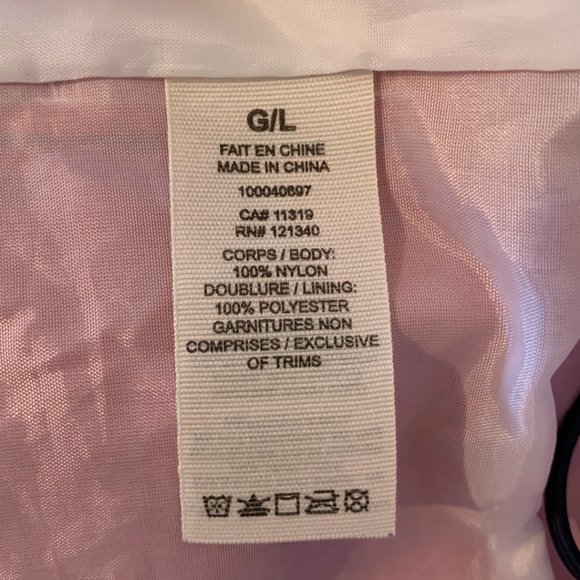 G/L
FAIT EN CHINE
MADE IN CHINA
100040697
CA# 11319
RN# 121340
CORPS / BODY:
100% NYLON
DOUBLURE / LINING:
100% POLYESTER
GARNITURES NON
COMPRISES / EXCLUSIVE
OF TRIMS